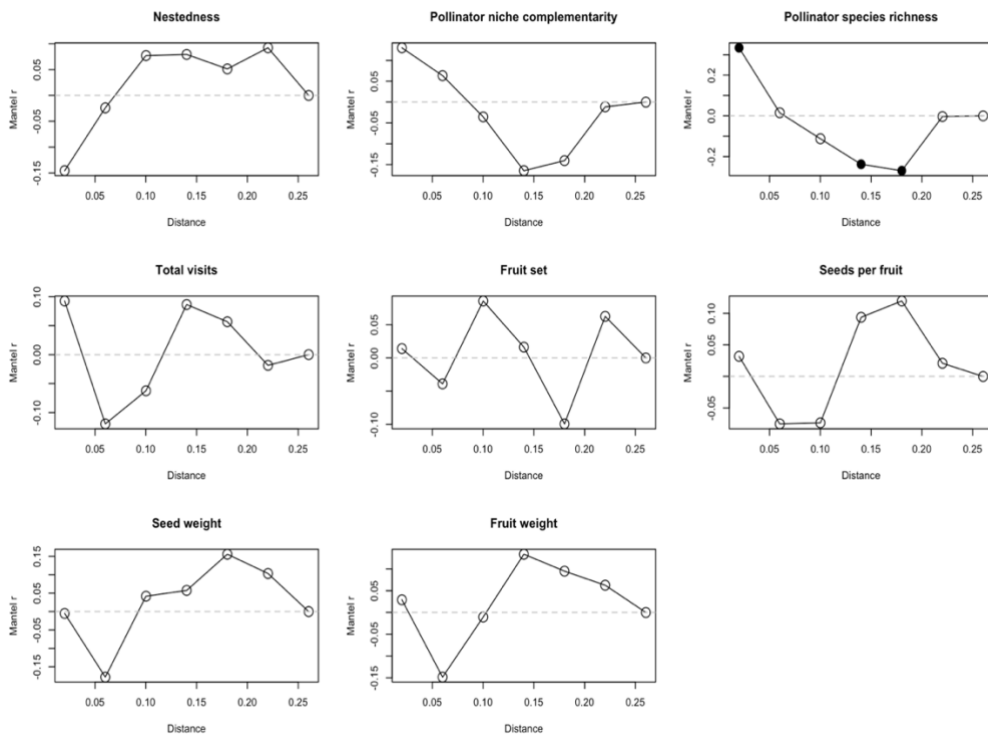 Nestedness
Pollinator niche complementarity
Pollinator species richness
Mantel r
0.05
-0.05
-0.15
0.05 0.10 0.15 0.20 0.25
Distance
Mantel r
0.05
-0.05
-0.15
0.05 0.10 0.15 0.20 0.25
Distance
Mantel r
0.2
0.0
-0.2
0.05 0.10 0.15 0.20 0.25
Distance
Total visits
Fruit set
Seeds per fruit
Mantel r
0.10
0.00
-0.10
0.05 0.10 0.15 0.20 0.25
Distance
Mantel r
0.05
0.00
-0.10
0.05 0.10 0.15 0.20 0.25
Distance
Mantel r
0.10
0.05
-0.05
0.05 0.10 0.15 0.20 0.25
Distance
Seed weight
Fruit weight
Mantel r
0.15
0.05
-0.05
-0.15
0.05 0.10 0.15 0.20 0.25
Distance
Mantel r
0.05
-0.05
-0.15
0.05 0.10 0.15 0.20 0.25
Distance